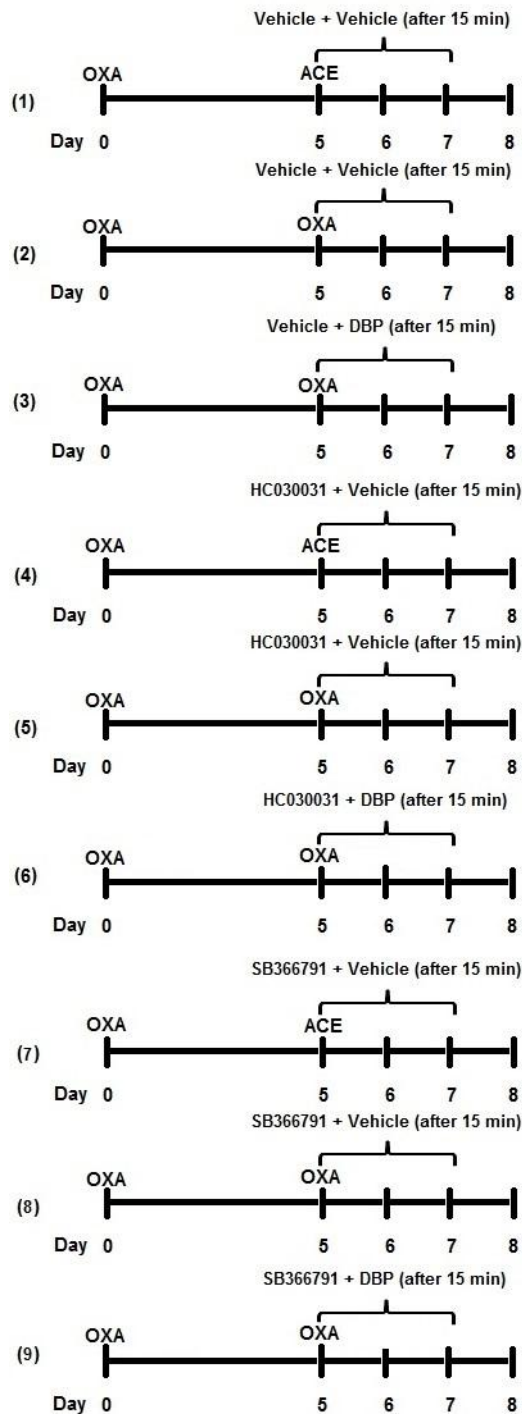 Vehicle + Vehicle (after 15 min)
OXA ACE
(1)
Day 0 5 6 7 8
Vehicle + Vehicle (after 15 min)
OXA OXA
(2)
Day 0 5 6 7 8
Vehicle + DBP (after 15 min)
OXA OXA
(3)
Day 0 5 6 7 8
HC030031 + Vehicle (after 15 min)
OXA ACE
(4)
Day 0 5 6 7 8
HC030031 + Vehicle (after 15 min)
OXA OXA
(5)
Day 0 5 6 7 8
HC030031 + DBP (after 15 min)
OXA OXA
(6)
Day 0 5 6 7 8
SB366791 + Vehicle (after 15 min)
OXA ACE
(7)
Day 0 5 6 7 8
SB366791 + Vehicle (after 15 min)
OXA OXA
(8)
Day 0 5 6 7 8
SB366791 + DBP (after 15 min)
OXA OXA
(9)
Day 0 5 6 7 8